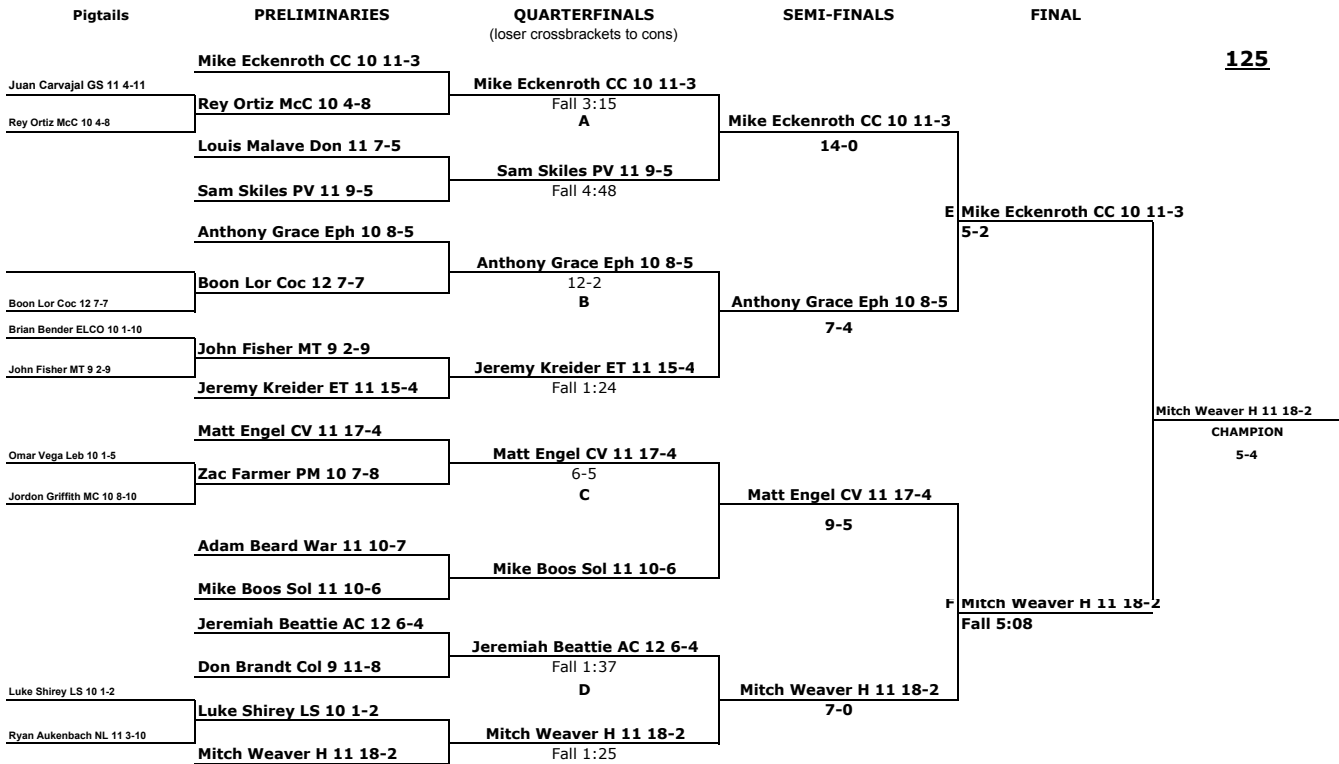 Pigtails PRELIMINARIES QUARTERFINALS SEMI-FINALS FINAL
(loser crossbrackets to cons)
125
Mike Eckenroth CC 10 11-3
Juan Carvajal GS 11 4-11
Mike Eckenroth CC 10 11-3
Rey Ortiz McC 10 4-8
Fall 3:15
Rey Ortiz McC 10 4-8
A
Mike Eckenroth CC 10 11-3
Louis Malave Don 11 7-5
14-0
Sam Skiles PV 11 9-5
Sam Skiles PV 11 9-5
Fall 4:48
E Mike Eckenroth CC 10 11-3
5-2
Anthony Grace Eph 10 8-5
Anthony Grace Eph 10 8-5
Boon Lor Coc 12 7-7
12-2
Boon Lor Coc 12 7-7
B
Anthony Grace Eph 10 8-5
Brian Bender ELCO 10 1-10
7-4
John Fisher MT 9 2-9
John Fisher MT 9 2-9
Jeremy Kreider ET 11 15-4
Jeremy Kreider ET 11 15-4
Fall 1:24
Mitch Weaver H 11 18-2
CHAMPION
5-4
Matt Engel CV 11 17-4
Omar Vega Leb 10 1-5
Matt Engel CV 11 17-4
Zac Farmer PM 10 7-8
6-5
Jordon Griffith MC 10 8-10
C
Matt Engel CV 11 17-4
9-5
Adam Beard War 11 10-7
Mike Boos Sol 11 10-6
Mike Boos Sol 11 10-6
F Mitch Weaver H 11 18-2
Fall 5:08
Jeremiah Beattie AC 12 6-4
Jeremiah Beattie AC 12 6-4
Don Brandt Col 9 11-8
Fall 1:37
D
Luke Shirey LS 10 1-2
Mitch Weaver H 11 18-2
7-0
Luke Shirey LS 10 1-2
Ryan Aukenbach NL 11 3-10
Mitch Weaver H 11 18-2
Mitch Weaver H 11 18-2
Fall 1:25